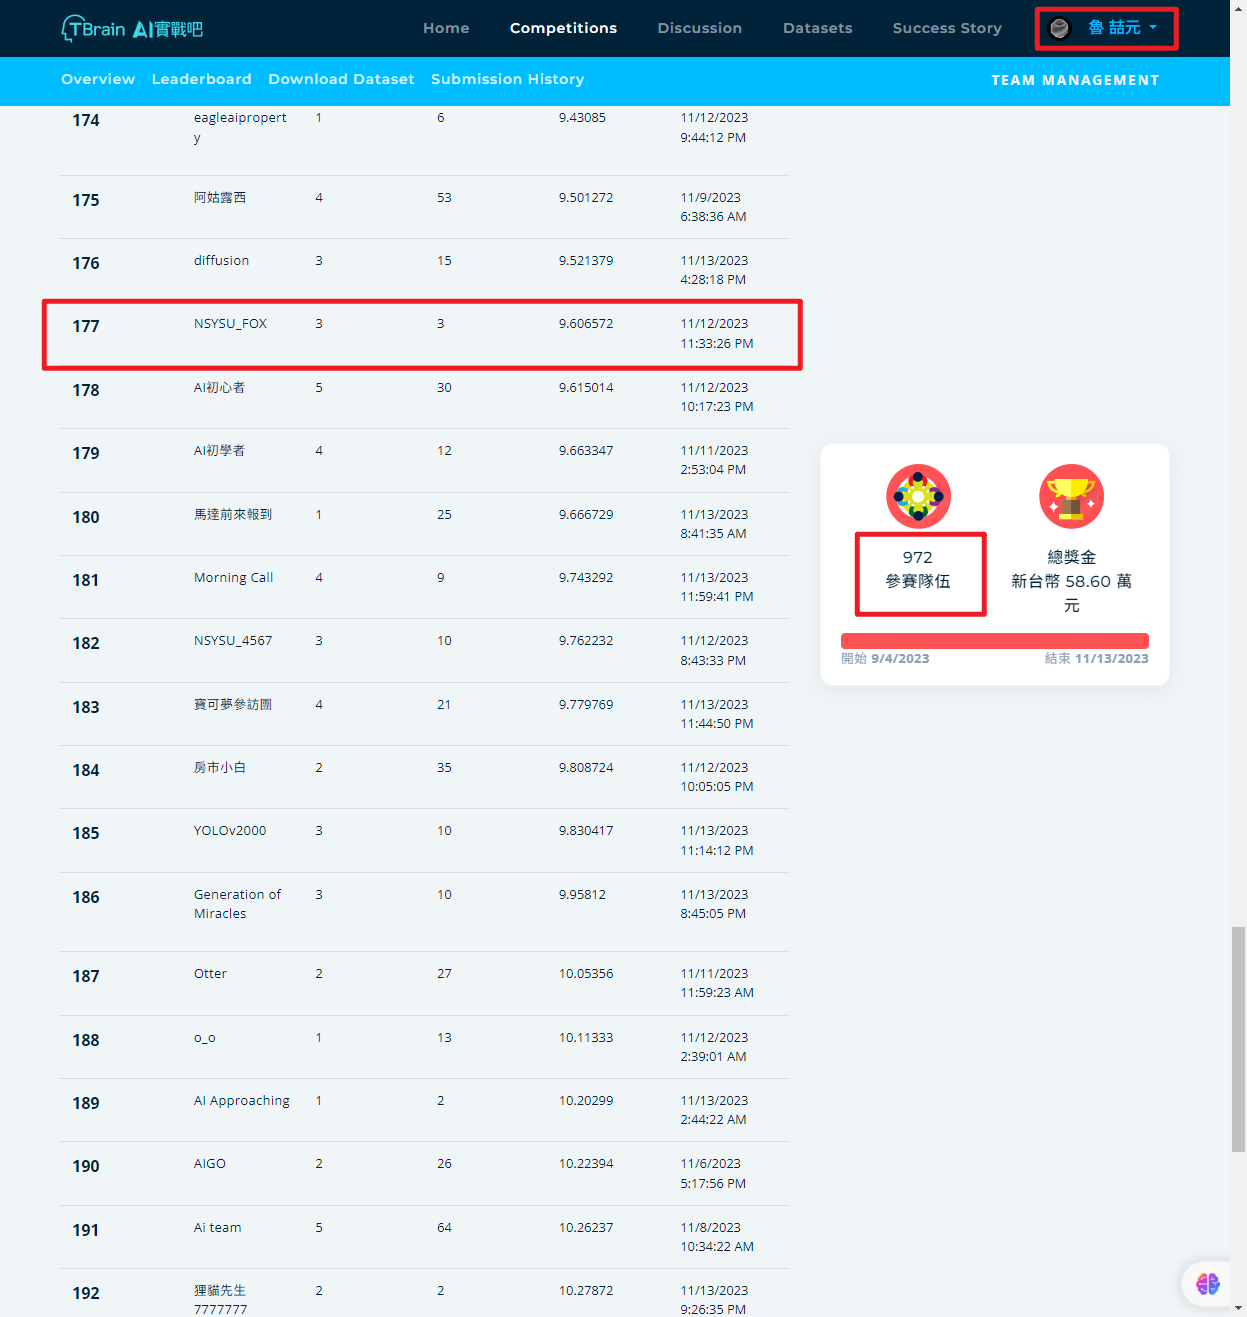 TBrain AI實戰吧 Home Competitions Discussion Datasets Success Story 魯 喆元
Overview Leaderboard Download Dataset Submission History TEAM MANAGEMENT
174 eagleaipropert 1 6 9.43085 11/12/2023
y 9:44:12 PM
175 阿姑露西 4 53 9.501272 11/9/2023
6:38:36 AM
176 diffusion 3 15 9.521379 11/13/2023
4:28:18 PM
177 NSYSU_FOX 3 3 9.606572 11/12/2023
11:33:26 PM
178 AI初心者 5 30 9.615014 11/12/2023
10:17:23 PM
179 AI初學者 4 12 9.663347 11/11/2023
2:53:04 PM
180 馬達前來報到 1 25 9.666729 11/13/2023
8:41:35 AM
181 Morning Call 4 9 9.743292 11/13/2023
11:59:41 PM
182 NSYSU_4567 3 10 9.762232 11/12/2023
8:43:33 PM
183 寶可夢參訪團 4 21 9.779769 11/13/2023
11:44:50 PM
184 房市小白 2 35 9.808724 11/12/2023
10:05:05 PM
185 YOLOv2000 3 10 9.830417 11/13/2023
11:14:12 PM
186 Generation of 3 10 9.95812 11/13/2023
Miracles 8:45:05 PM
187 Otter 2 27 10.05356 11/11/2023
11:59:23 AM
188 o_o 1 13 10.11333 11/12/2023
2:39:01 AM
189 AI Approaching 1 2 10.20299 11/13/2023
2:44:22 AM
190 AIGO 2 26 10.22394 11/6/2023
5:17:56 PM
191 Ai team 5 64 10.26237 11/8/2023
10:34:22 AM
192 狸貓先生 2 2 10.27872 11/13/2023
7777777 9:26:35 PM
972
參賽隊伍
總獎金
新台幣 58.60 萬
元
開始 9/4/2023 結束 11/13/2023